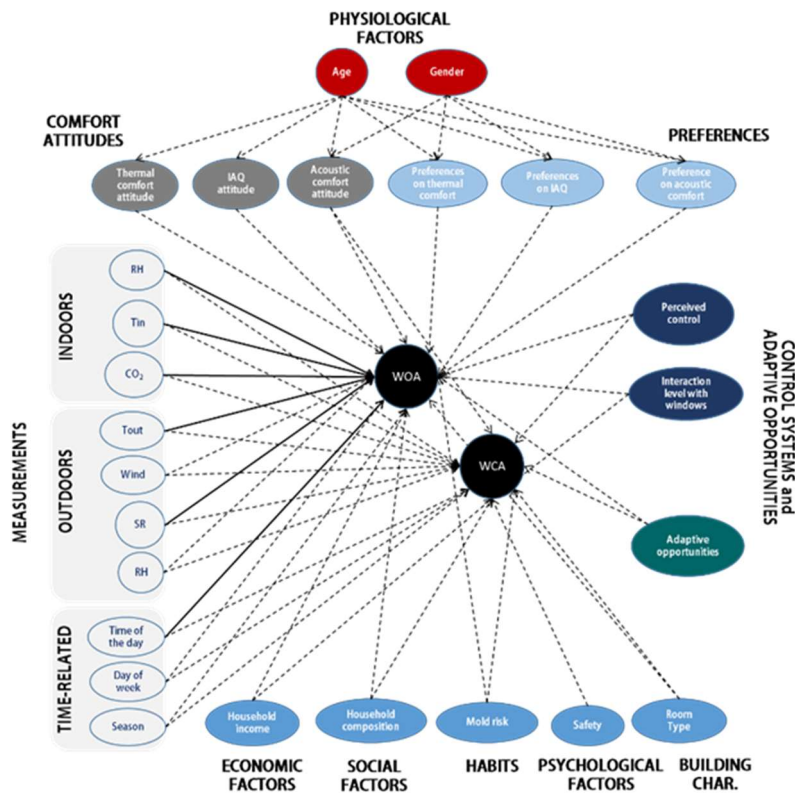 PHYSIOLOGICAL
FACTORS
Age
Gender
COMFORT
ATTITUDES
PREFERENCES
Thermal
comfort
attitude
IAQ
attitude
Acoustic
comfort
attitude
Preferences
on thermal
comfort
Preferences
on IAQ
Preference
on acoustic
comfort
MEASUREMENTS
INDOORS
RH
Tin
CO₂
OUTDOORS
Tout
Wind
SR
RH
TIME-RELATED
Time of
the day
Day of
week
Season
WOA
WCA
Perceived
control
Interaction
level with
windows
Adaptive
opportunities
CONTROL SYSTEMS and
ADAPTIVE OPPORTUNITIES
Household
income
Household
composition
Mold risk
Safety
Room
Type
ECONOMIC
FACTORS
SOCIAL
FACTORS
HABITS
PSYCHOLOGICAL
FACTORS
BUILDING
CHAR.